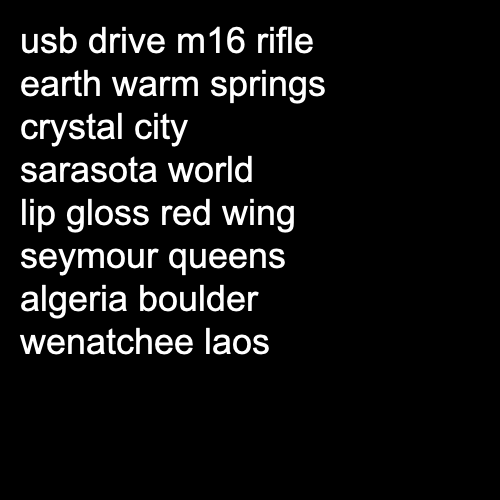 usb drive m16 rifle
earth warm springs
crystal city
sarasota world
lip gloss red wing
seymour queens
algeria boulder
wenatchee laos